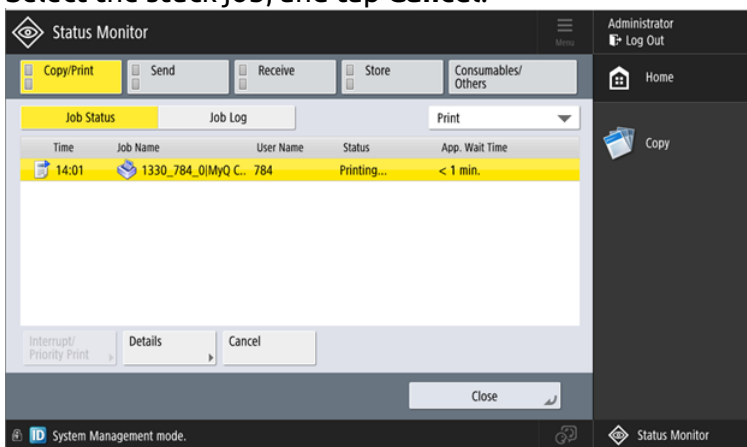 Select the stuck job, and tap Cancel.
Status Monitor
Menu
Administrator
Log Out
Copy/Print
Send
Receive
Store
Consumables/
Others
Home
Job Status
Job Log
Print
Copy
Time Job Name User Name Status App. Wait Time
14:01 1330_784_0|MyQ C.. 784 Printing... < 1 min.
Interrupt/
Priority Print
Details
Cancel
Close
ID System Management mode.
Status Monitor